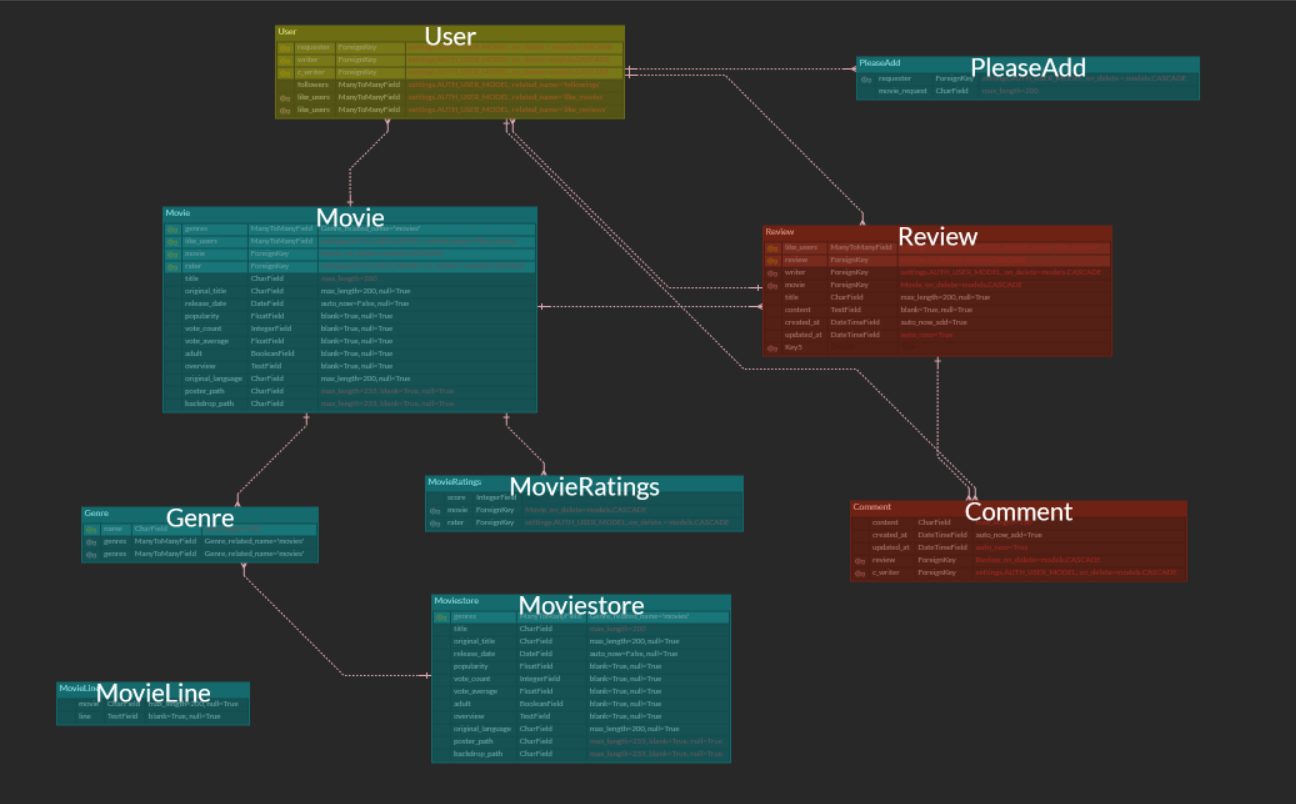 User
User
requester ForeignKey
writer ForeignKey
c_writer ForeignKey
followers ManyToManyField settings.AUTH_USER_MODEL, related_name='followings'
like_users ManyToManyField settings.AUTH_USER_MODEL, related_name='like_movies'
like_users ManyToManyField settings.AUTH_USER_MODEL, related_name='like_reviews'
PleaseAdd
PleaseAdd
requester ForeignKey on_delete=models.CASCADE
movie_request CharField max_length=200
Movie
Movie
genres ManyToManyField Genre, related_name='movies'
like_users ManyToManyField
movie ForeignKey
rater ForeignKey
title CharField max_length=200
original_title CharField max_length=200, null=True
release_date DateField auto_now=False, null=True
popularity FloatField blank=True, null=True
vote_count IntegerField blank=True, null=True
vote_average FloatField blank=True, null=True
adult BooleanField blank=True, null=True
overview TextField blank=True, null=True
original_language CharField max_length=200, null=True
poster_path CharField max_length=255, blank=True, null=True
backdrop_path CharField max_length=255, blank=True, null=True
Review
Review
like_users ManyToManyField
review ForeignKey
writer ForeignKey settings.AUTH_USER_MODEL, on_delete=models.CASCADE
movie ForeignKey Movie, on_delete=models.CASCADE
title CharField max_length=200, null=True
content TextField blank=True, null=True
created_at DateTimeField auto_now_add=True
updated_at DateTimeField auto_now=True
Key5
MovieRatings
MovieRatings
score IntegerField
movie ForeignKey Movie, on_delete=models.CASCADE
rater ForeignKey settings.AUTH_USER_MODEL, on_delete=models.CASCADE
Genre
Genre
name CharField
genres ManyToManyField Genre, related_name='movies'
genres ManyToManyField Genre, related_name='movies'
Comment
Comment
content CharField
created_at DateTimeField auto_now_add=True
updated_at DateTimeField auto_now=True
review ForeignKey Review, on_delete=models.CASCADE
c_writer ForeignKey settings.AUTH_USER_MODEL, on_delete=models.CASCADE
Moviestore
Moviestore
genres ManyToManyField Genre, related_name='movies'
title CharField max_length=200
original_title CharField max_length=200, null=True
release_date DateField auto_now=False, null=True
popularity FloatField blank=True, null=True
vote_count IntegerField blank=True, null=True
vote_average FloatField blank=True, null=True
adult BooleanField blank=True, null=True
overview TextField blank=True, null=True
original_language CharField max_length=200, null=True
poster_path CharField max_length=255, blank=True, null=True
backdrop_path CharField max_length=255, blank=True, null=True
MovieLine
MovieLine
movie CharField max_length=200, null=True
line TextField blank=True, null=True